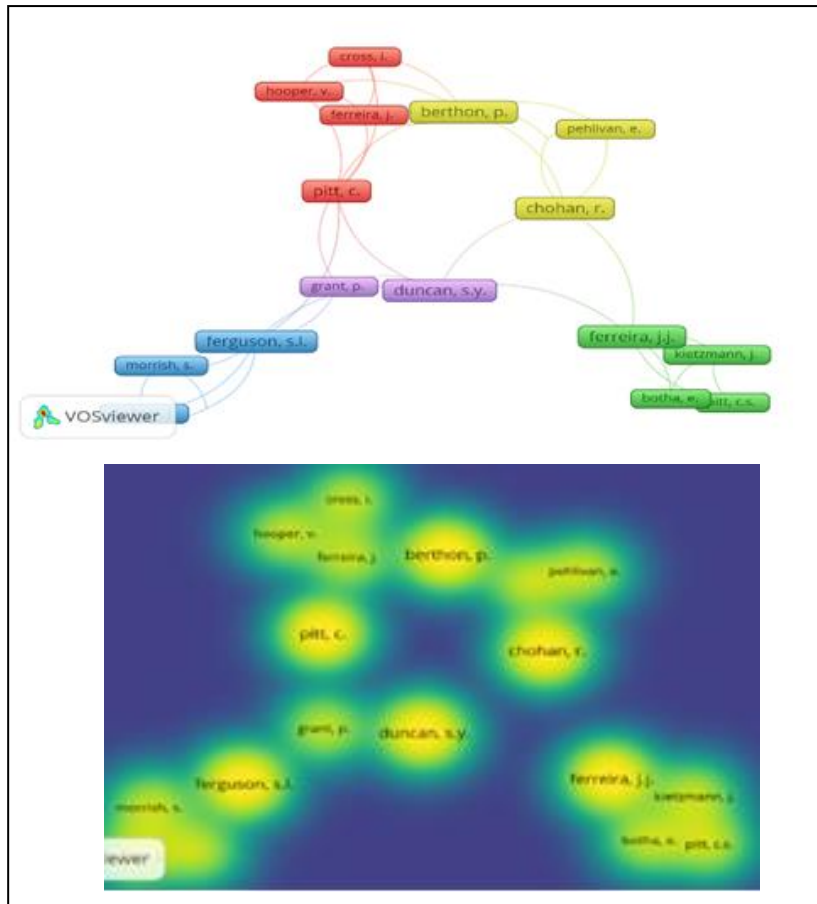 cross, i.
hooper, v.
ferreira, j.
berthon, p.
pehlivan, e.
pitt, c.
chohan, r.
grant, p.
duncan, s.y.
ferguson, s.l.
ferreira, j.j.
morrish, s.
kietzmann, j.
botha, e.
pitt, c.s.
VOSviewer
cross, i.
hooper, v.
ferreira, j.
berthon, p.
pehlivan, e.
pitt, c.
chohan, r.
grant, p.
duncan, s.y.
ferguson, s.l.
ferreira, j.j.
morrish, s.
kietzmann, j.
botha, e.
pitt, c.s.
iewer